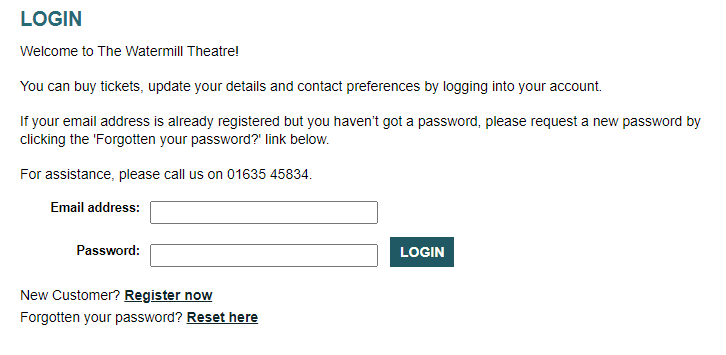 LOGIN
Welcome to The Watermill Theatre!
You can buy tickets, update your details and contact preferences by logging into your account.
If your email address is already registered but you haven't got a password, please request a new password by
clicking the 'Forgotten your password?' link below.
For assistance, please call us on 01635 45834.
Email address:
Password:
LOGIN
New Customer? Register now
Forgotten your password? Reset here